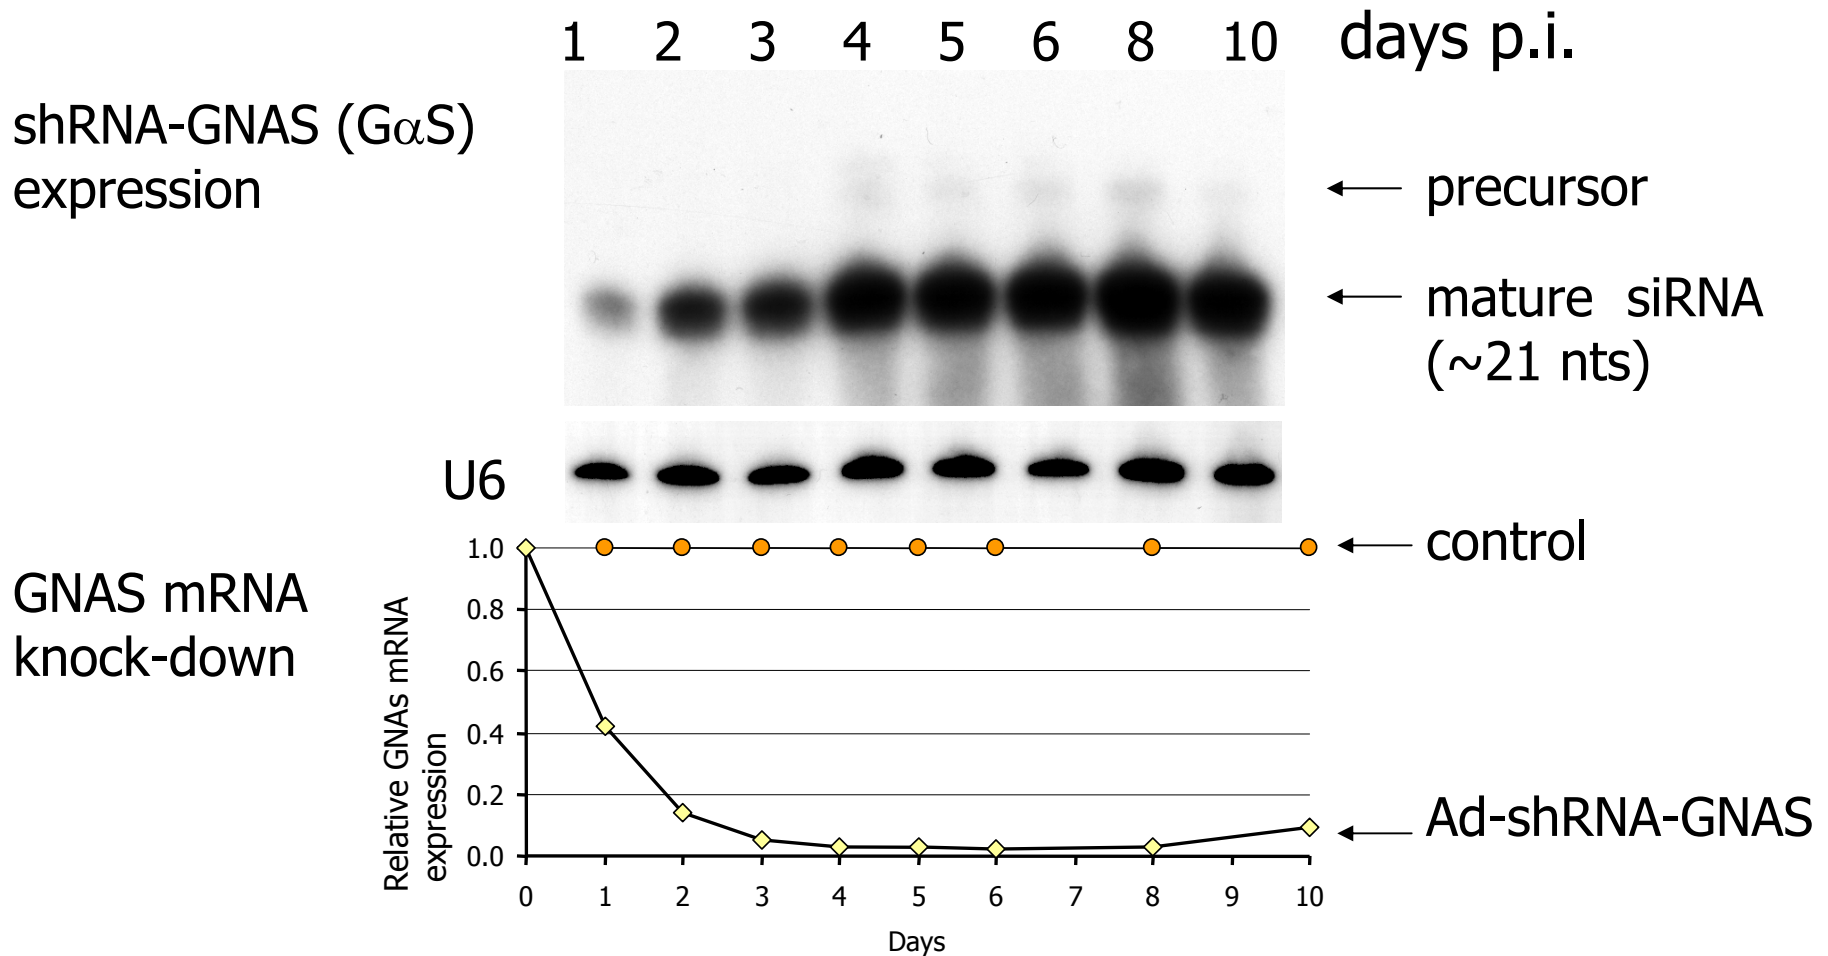 1 2 3 4 5 6 8 10 days p.i.
shRNA-GNAS (GαS)
expression
precursor
mature siRNA
(~21 nts)
U6
control
GNAS mRNA
knock-down
Relative GNAs mRNA
expression
1.0
0.8
0.6
0.4
0.2
0.0
Ad-shRNA-GNAS
0 1 2 3 4 5 6 7 8 9 10
Days